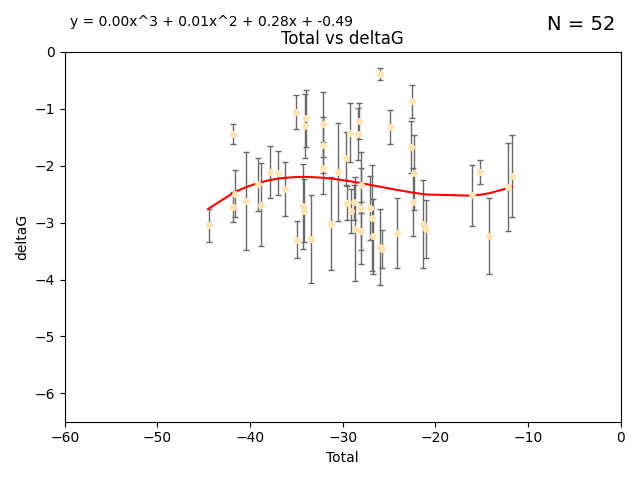 y = 0.00x^3 + 0.01x^2 + 0.28x + -0.49
N = 52
Total vs deltaG
0
−1
−2
−3
−4
−5
−6
deltaG
−60 −50 −40 −30 −20 −10 0
Total